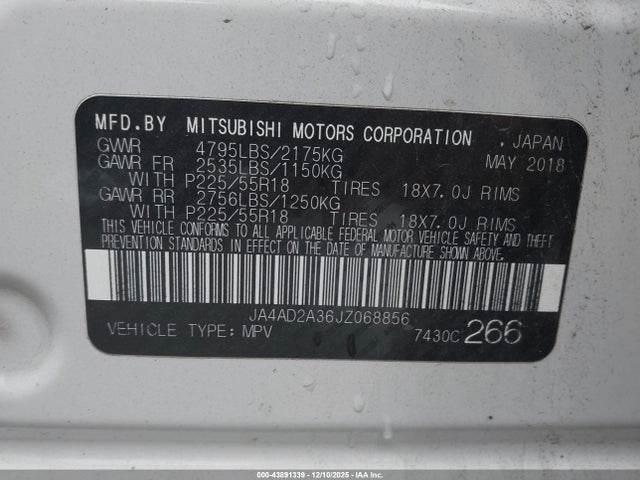 MFD.BY MITSUBISHI MOTORS CORPORATION . JAPAN
GVWR 4795LBS/2175KG MAY 2018
GAWR FR 2535LBS/1150KG
WITH P225/55R18 TIRES 18X7.0J RIMS
GAWR RR 2756LBS/1250KG
WITH P225/55R18 TIRES 18X7.0J RIMS
THIS VEHICLE CONFORMS TO ALL APPLICABLE FEDERAL MOTOR VEHICLE SAFETY AND THEFT
PREVENTION STANDARDS IN EFFECT ON THE DATE OF MANUFACTURE SHOWN ABOVE.
JA4AD2A36JZ068856
VEHICLE TYPE: MPV 7430C 266
000-43891339 - 12/10/2025 - IAAI.COM